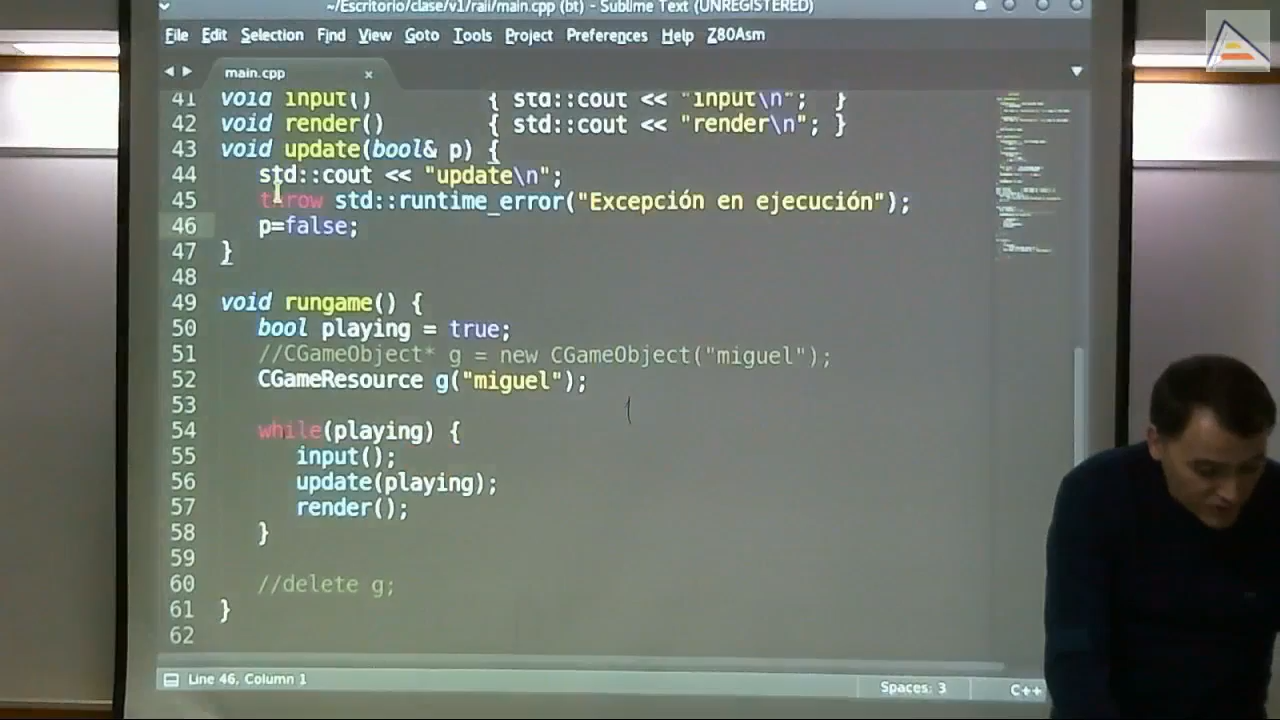 ~/Escritorio/clase/v1/raii/main.cpp (bt) - Sublime Text (UNREGISTERED)
File Edit Selection Find View Goto Tools Project Preferences Help Z80Asm
main.cpp ×
41 void input() { std::cout << "input\n"; }
42 void render() { std::cout << "render\n"; }
43 void update(bool& p) {
44 std::cout << "update\n";
45 throw std::runtime_error("Excepción en ejecución");
46 p=false;
47 }
48
49 void rungame() {
50 bool playing = true;
51 //CGameObject* g = new CGameObject("miguel");
52 CGameResource g("miguel");
53
54 while(playing) {
55 input();
56 update(playing);
57 render();
58 }
59
60 //delete g;
61 }
62
Line 46, Column 1 Spaces: 3 C++